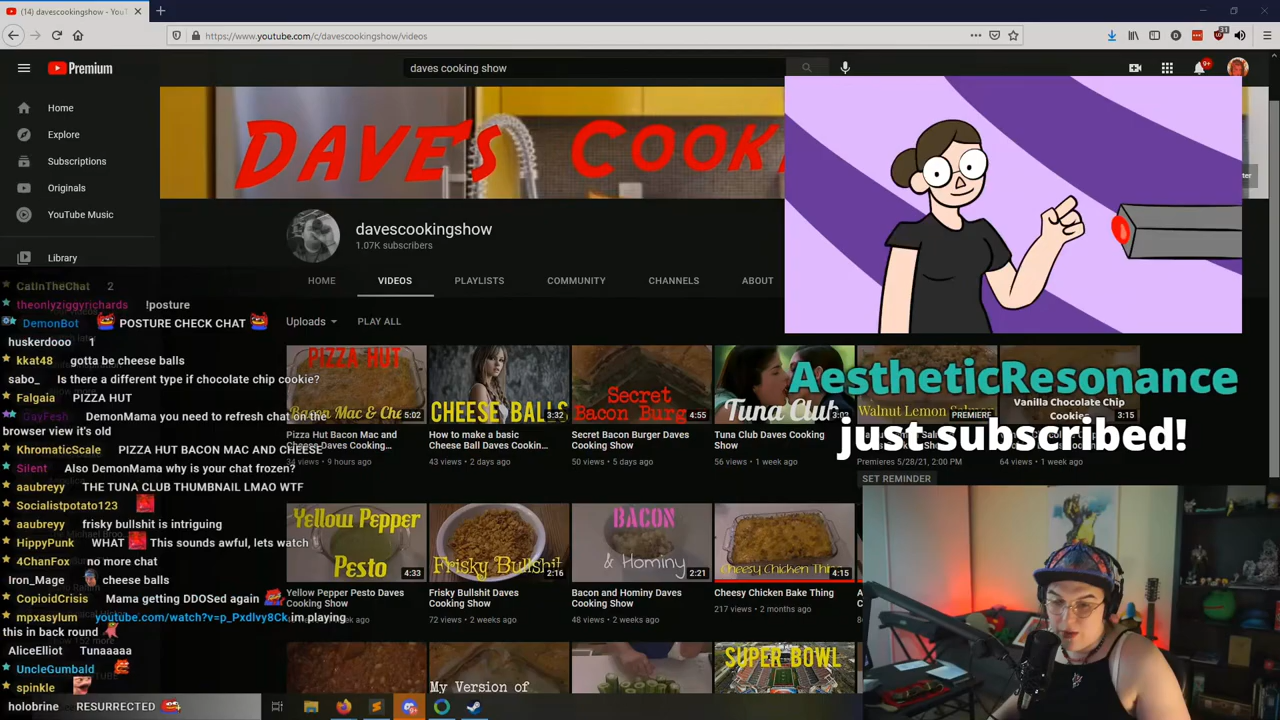 (14) davescookingshow - YouT
https://www.youtube.com/c/davescookingshow/videos
31
Premium
daves cooking show
9+
Home
Explore
Subscriptions
Originals
YouTube Music
Library
DAVE'S COOK
davescookingshow
1.07K subscribers
HOME
VIDEOS
PLAYLISTS
COMMUNITY
CHANNELS
ABOUT
Uploads
PLAY ALL
CatInTheChat 2
theonlyziggyrichards !posture
DemonBot POSTURE CHECK CHAT
huskerdooo 1
kkat48 gotta be cheese balls
sabo_ Is there a different type if chocolate chip cookie?
Falgaia PIZZA HUT
GayFesh DemonMama you need to refresh chat on the
browser view it's old
KhromaticScale PIZZA HUT BACON MAC AND CHEESE
Silent Also DemonMama why is your chat frozen?
aaubreyy THE TUNA CLUB THUMBNAIL LMAO WTF
Socialistpotato123
aaubreyy frisky bullshit is intriguing
HippyPunk WHAT This sounds awful, lets watch
4ChanFox no more chat
Iron_Mage cheese balls
CopioidCrisis Mama getting DDOSed again
mpxasylum youtube.com/watch?v=p_PxdIvy8Ck im playing
this in back round
AliceElliot Tunaaaaa
UncleGumbald
spinkle
holobrine RESURRECTED
PIZZA HUT
Bacon Mac & Che
5:02
Pizza Hut Bacon Mac and
Cheese Daves Cooking...
views • 9 hours ago
CHEESE BALLS
3:32
How to make a basic
Cheese Ball Daves Cookin...
43 views • 2 days ago
Secret
Bacon Burg
4:55
Secret Bacon Burger Daves
Cooking Show
50 views • 5 days ago
Tuna Club
3:02
Tuna Club Daves Cooking
Show
56 views • 1 week ago
Walnut Lemon Salmon
PREMIERE
Premieres 5/28/21, 2:00 PM
SET REMINDER
Vanilla Chocolate Chip
Cookies
3:15
64 views • 1 week ago
AestheticResonance
just subscribed!
Yellow Pepper
Pesto
4:33
Yellow Pepper Pesto Daves
Cooking Show
Frisky Bullshit
2:16
Frisky Bullshit Daves
Cooking Show
72 views • 2 weeks ago
BACON
& Hominy
2:21
Bacon and Hominy Daves
Cooking Show
48 views • 2 weeks ago
Cheesy Chicken Bake Thing
4:15
Cheesy Chicken Bake Thing
217 views • 2 months ago
My Version of
SUPER BOWL